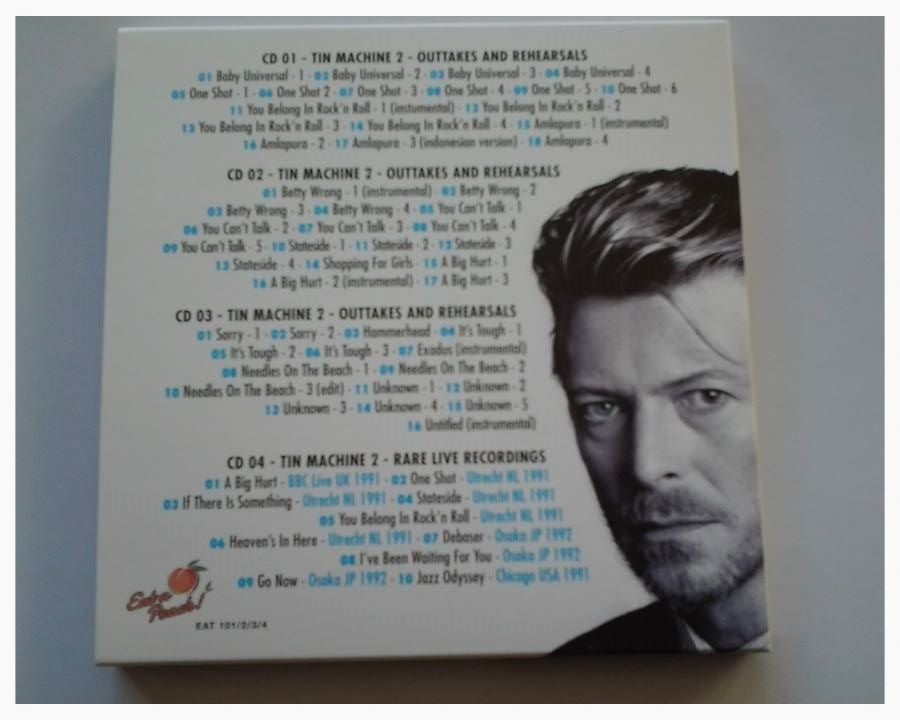 CD 01 - TIN MACHINE 2 - OUTTAKES AND REHEARSALS
01 Baby Universal - 1 - 02 Baby Universal - 2 - 03 Baby Universal - 3 - 04 Baby Universal - 4
05 One Shot - 1 - 06 One Shot 2 - 07 One Shot - 3 - 08 One Shot - 4 - 09 One Shot - 5 - 10 One Shot - 6
11 You Belong In Rock'n Roll - 1 (instumental) - 12 You Belong In Rock'n Roll - 2
13 You Belong In Rock'n Roll - 3 - 14 You Belong In Rock'n Roll - 4 - 15 Amlapura - 1 (instrumental)
16 Amlapura - 2 - 17 Amlapura - 3 (indonesian version) - 18 Amlapura - 4
CD 02 - TIN MACHINE 2 - OUTTAKES AND REHEARSALS
01 Betty Wrong - 1 (instrumental) - 02 Betty Wrong - 2
03 Betty Wrong - 3 - 04 Betty Wrong - 4 - 05 You Can't Talk - 1
06 You Can't Talk - 2 - 07 You Can't Talk - 3 - 08 You Can't Talk - 4
09 You Can't Talk - 5 - 10 Stateside - 1 - 11 Stateside - 2 - 12 Stateside - 3
13 Stateside - 4 - 14 Shopping For Girls - 15 A Big Hurt - 1
16 A Big Hurt - 2 (instrumental) - 17 A Big Hurt - 3
CD 03 - TIN MACHINE 2 - OUTTAKES AND REHEARSALS
01 Sorry - 1 - 02 Sorry - 2 - 03 Hammerhead - 04 It's Tough - 1
05 It's Tough - 2 - 06 It's Tough - 3 - 07 Exodus (instrumental)
08 Needles On The Beach - 1 - 09 Needles On The Beach - 2
10 Needles On The Beach - 3 (edit) - 11 Unknown - 1 - 12 Unknown - 2
13 Unknown - 3 - 14 Unknown - 4 - 15 Unknown - 5
16 Untitled (instrumental)
CD 04 - TIN MACHINE 2 - RARE LIVE RECORDINGS
01 A Big Hurt - BBC Live UK 1991 - 02 One Shot - Utrecht NL 1991
03 If There Is Something - Utrecht NL 1991 - 04 Stateside - Utrecht NL 1991
05 You Belong In Rock'n Roll - Utrecht NL 1991
06 Heaven's In Here - Utrecht NL 1991 - 07 Debaser - Osaka JP 1992
08 I've Been Waiting For You - Osaka JP 1992
09 Go Now - Osaka JP 1992 - 10 Jazz Odyssey - Chicago USA 1991
Eat a
Peach!
EAT 101/2/3/4